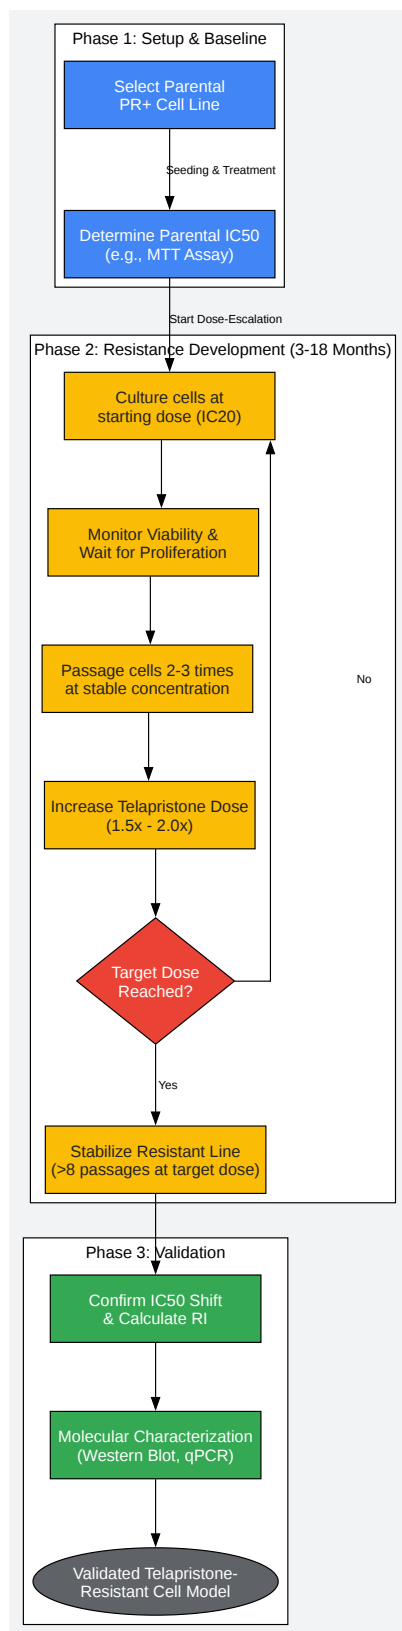 Phase 1: Setup & Baseline
Select Parental
PR+ Cell Line
Seeding & Treatment
Determine Parental IC50
(e.g., MTT Assay)
Start Dose-Escalation
Phase 2: Resistance Development (3-18 Months)
Culture cells at
starting dose (IC20)
Monitor Viability &
Wait for Proliferation
Passage cells 2-3 times
at stable concentration
No
Increase Telapristone Dose
(1.5x - 2.0x)
Target Dose
Reached?
Yes
Stabilize Resistant Line
(>8 passages at target dose)
Phase 3: Validation
Confirm IC50 Shift
& Calculate RI
Molecular Characterization
(Western Blot, qPCR)
Validated Telapristone-
Resistant Cell Model